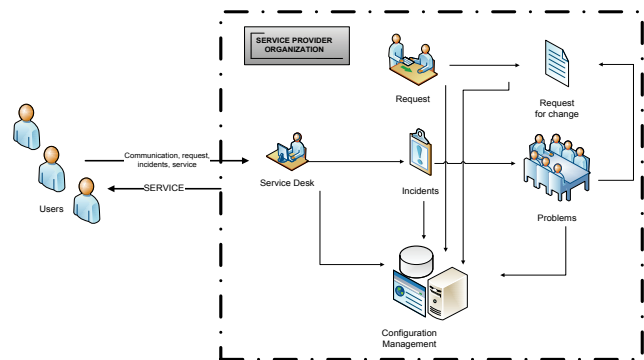 SERVICE PROVIDER
ORGANIZATION
Request
Request
for change
Communication, request,
incidents, service
SERVICE
Users
Service Desk
Incidents
Problems
Configuration
Management